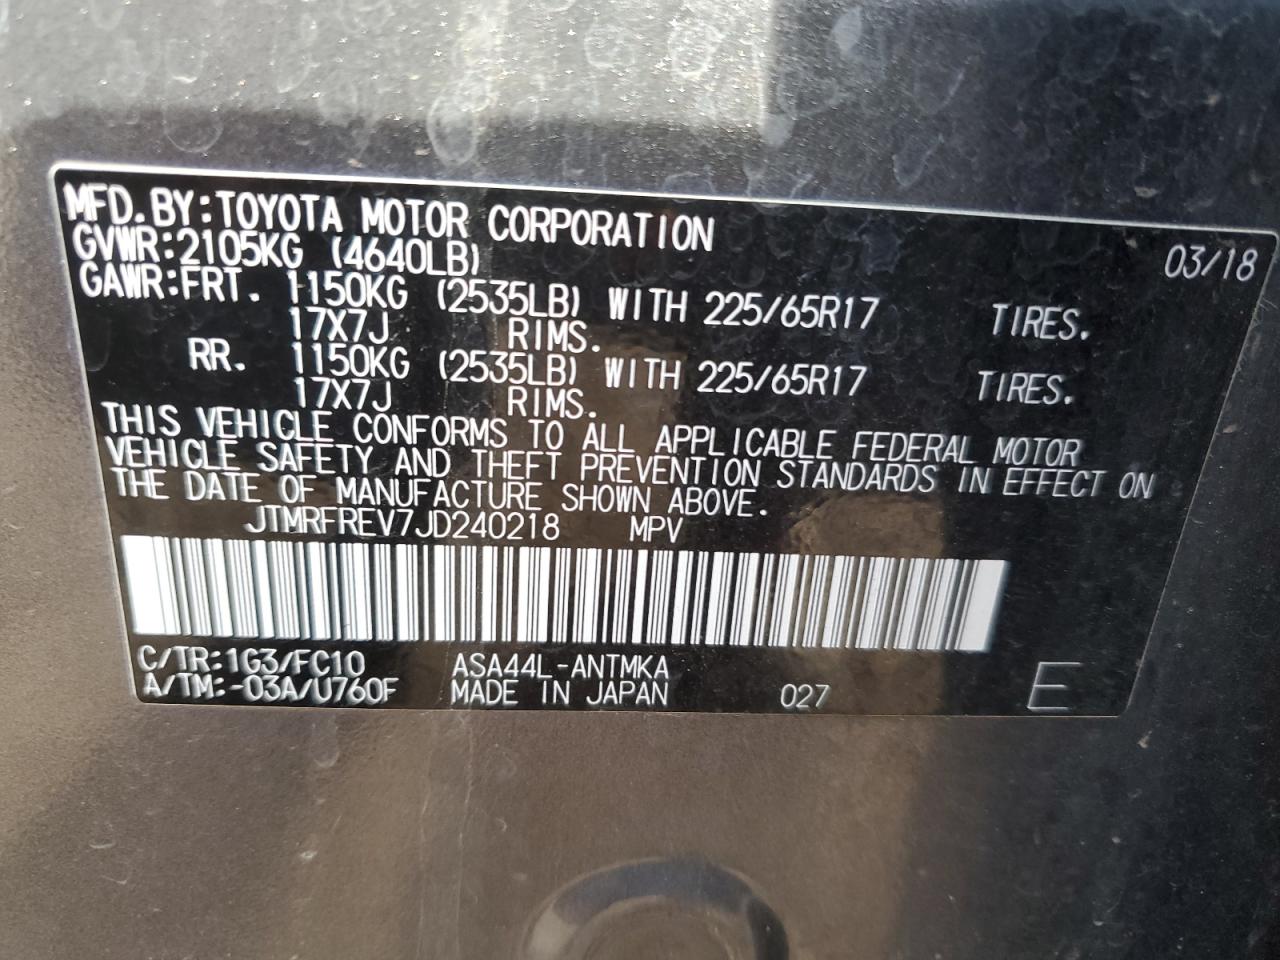 MFD. BY: TOYOTA MOTOR CORPORATION 03/18
GVWR: 2105KG (4640LB)
GAWR: FRT. 1150KG (2535LB) WITH 225/65R17 TIRES.
17X7J RIMS.
RR. 1150KG (2535LB) WITH 225/65R17 TIRES.
17X7J RIMS.
THIS VEHICLE CONFORMS TO ALL APPLICABLE FEDERAL MOTOR
VEHICLE SAFETY AND THEFT PREVENTION STANDARDS IN EFFECT ON
THE DATE OF MANUFACTURE SHOWN ABOVE.
JTMRFREV7JD240218 MPV
C/TR: 1G3/FC10 ASA44L-ANTMKA
A/TM: -03A/U760F MADE IN JAPAN 027 E